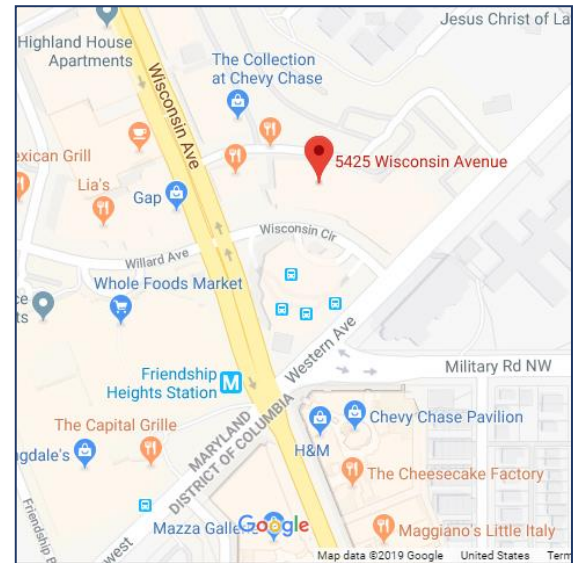 Jesus Christ of La
Highland House
Apartments
Wisconsin Ave
The Collection
at Chevy Chase
exican Grill
5425 Wisconsin Avenue
Lia's
Gap
Wisconsin Cir
Willard Ave
Whole Foods Market
ce
ts
Western Ave
Military Rd NW
Friendship
Heights Station
M
MARYLAND
DISTRICT OF COLUMBIA
The Capital Grille
Chevy Chase Pavilion
H&M
ngdale's
The Cheesecake Factory
Friendship B
west
Mazza Galle
Google
Maggiano's Little Italy
Map data ©2019 Google
United States
Term